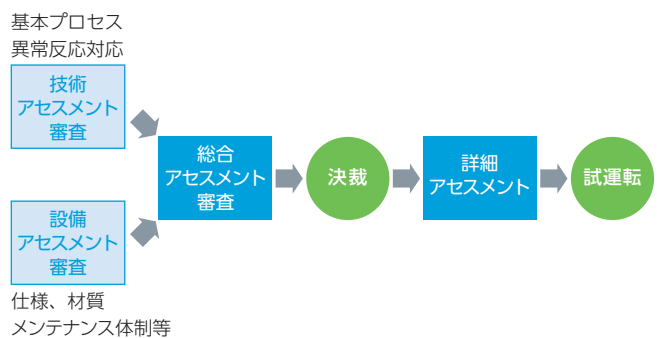 基本プロセス
異常反応対応
技術
アセスメント
審査
設備
アセスメント
審査
仕様、材質
メンテナンス体制等
総合
アセスメント
審査
決裁
詳細
アセスメント
試運転